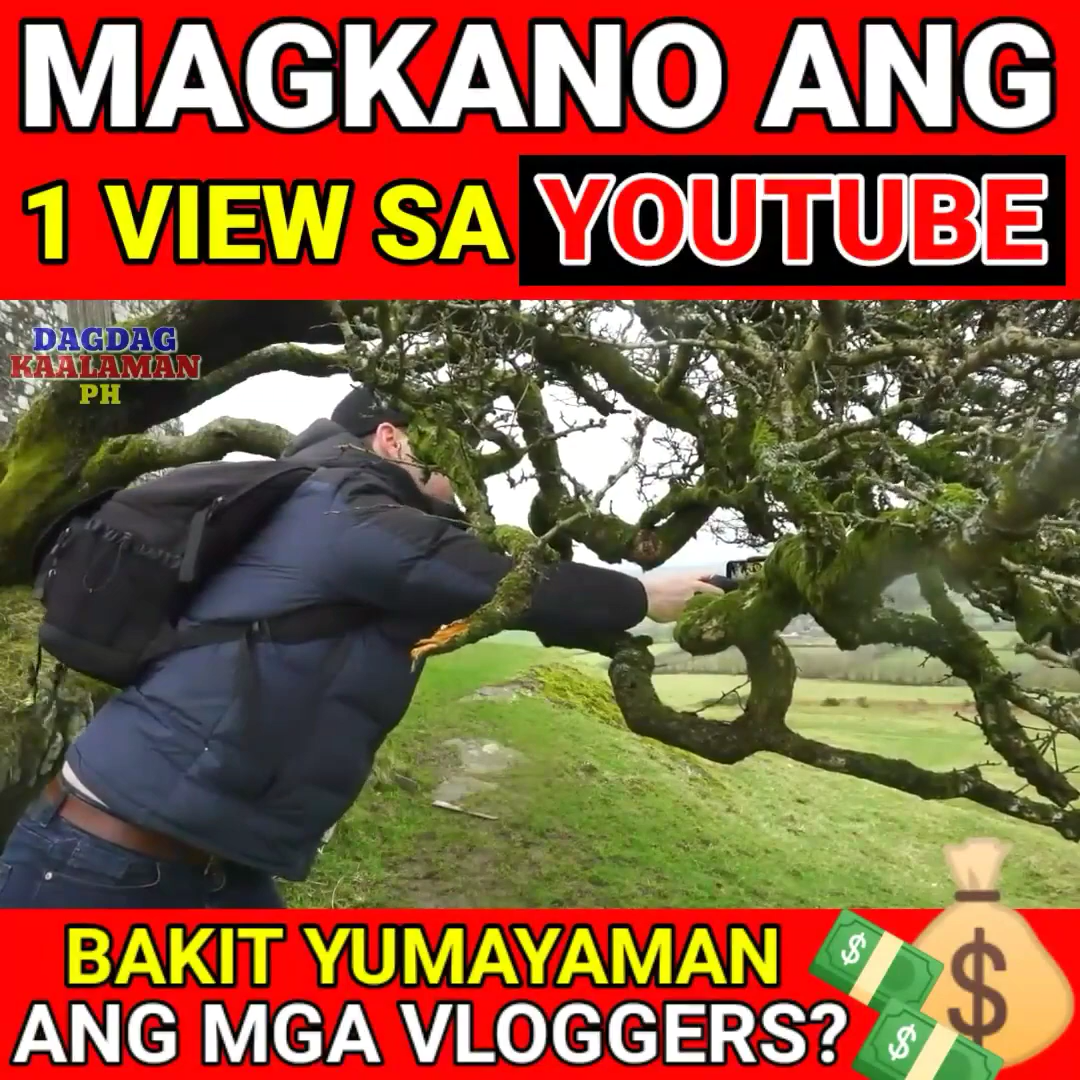 MAGKANO ANG
1 VIEW SA YOUTUBE
DAGDAG
KAALAMAN
PH
BAKIT YUMAYAMAN
ANG MGA VLOGGERS?
$
$
$